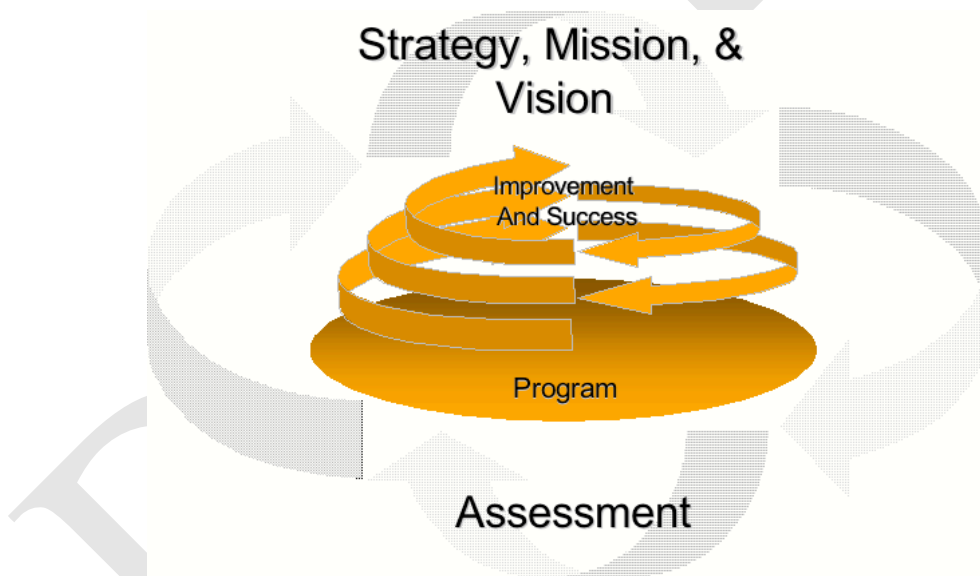 Strategy, Mission, &
Vision
Improvement
And Success
Program
Assessment